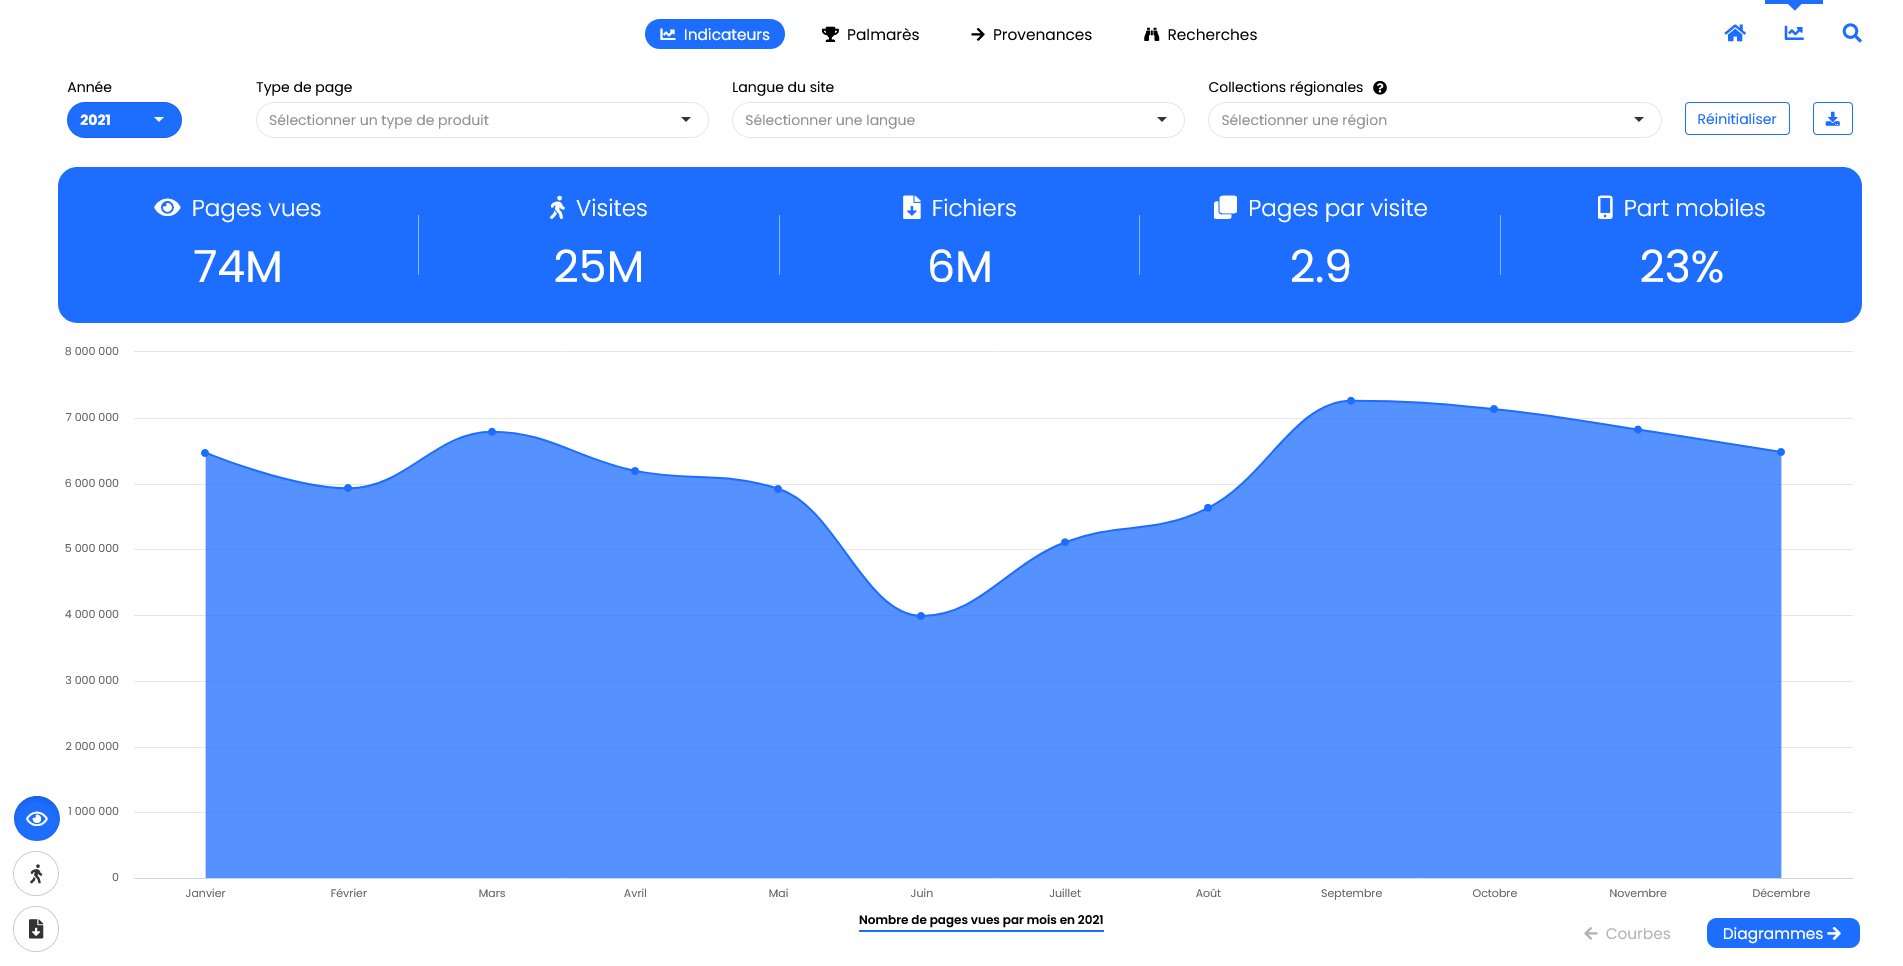 Indicateurs Palmarès Provenances Recherches
Année Type de page Langue du site Collections régionales
2021 Sélectionner un type de produit Sélectionner une langue Sélectionner une région Réinitialiser
Pages vues Visites Fichiers Pages par visite Part mobiles
74M 25M 6M 2.9 23%
8 000 000
7 000 000
6 000 000
5 000 000
4 000 000
3 000 000
2 000 000
1 000 000
0
Janvier Février Mars Avril Mai Juin Juillet Août Septembre Octobre Novembre Décembre
Nombre de pages vues par mois en 2021
Courbes Diagrammes